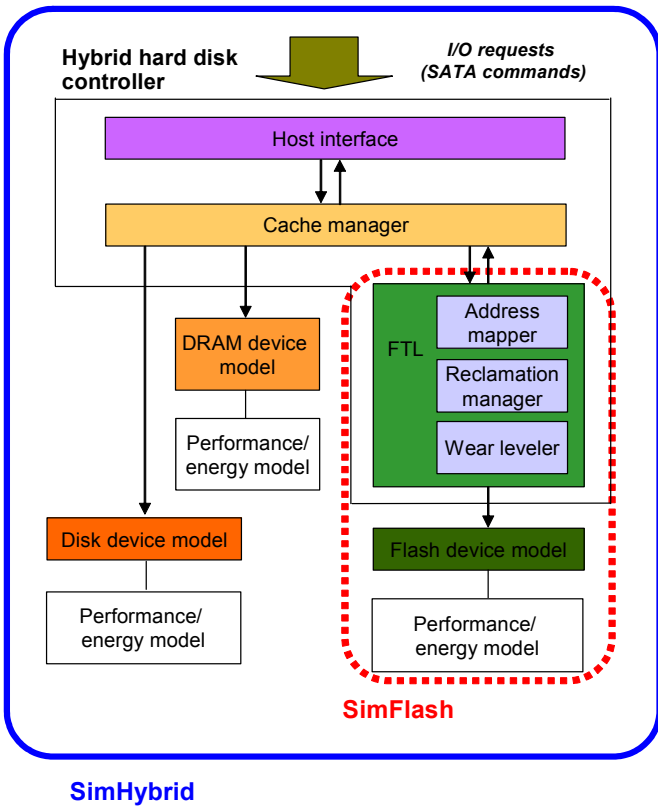 Hybrid hard disk
controller
I/O requests
(SATA commands)
Host interface
Cache manager
DRAM device
model
Performance/
energy model
FTL
Address
mapper
Reclamation
manager
Wear leveler
Disk device model
Performance/
energy model
Flash device model
Performance/
energy model
SimFlash
SimHybrid